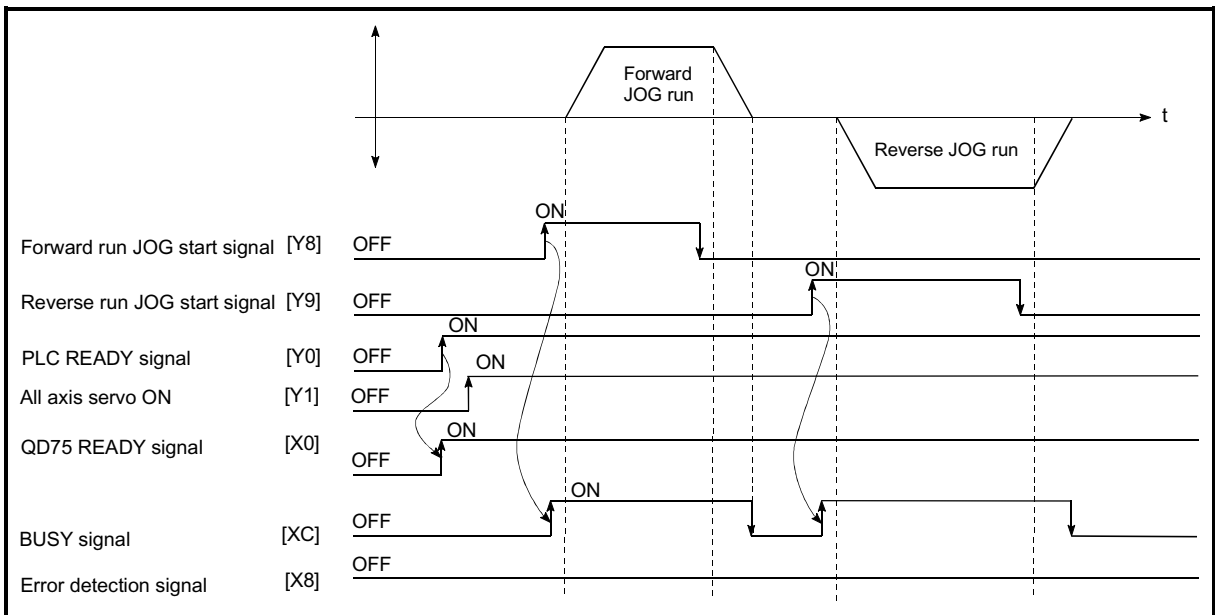 Forward
JOG run
t
Reverse JOG run
ON
Forward run JOG start signal [Y8] OFF
ON
Reverse run JOG start signal [Y9] OFF
ON
PLC READY signal [Y0] OFF
ON
All axis servo ON [Y1] OFF
ON
QD75 READY signal [X0] OFF
ON
BUSY signal [XC] OFF
Error detection signal [X8] OFF